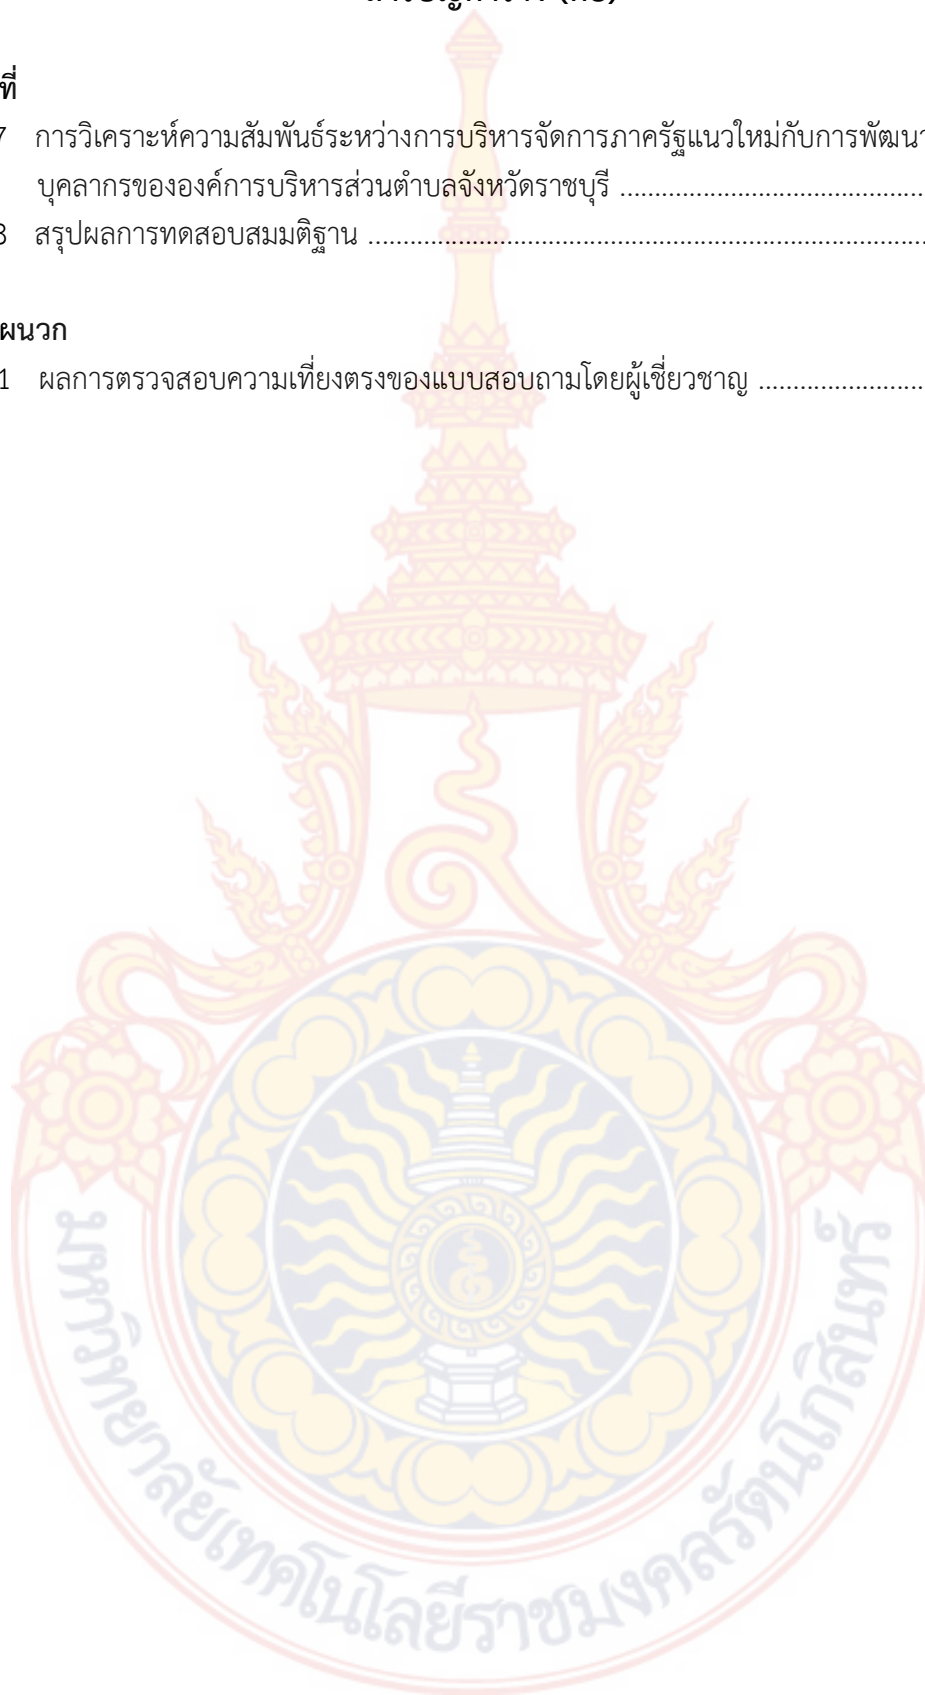 ที่
7 การวิเคราะห์ความสัมพันธ์ระหว่างการบริหารจัดการภาครัฐแนวใหม่กับการพัฒนา
บุคลากรขององค์การบริหารส่วนตำบลจังหวัดราชบุรี ........................................
8 สรุปผลการทดสอบสมมติฐาน ........................................................................
ผนวก
1 ผลการตรวจสอบความเที่ยงตรงของแบบสอบถามโดยผู้เชี่ยวชาญ ......................
มหาวิทยาลัยเทคโนโลยีราชมงคลรัตนโกสินทร์